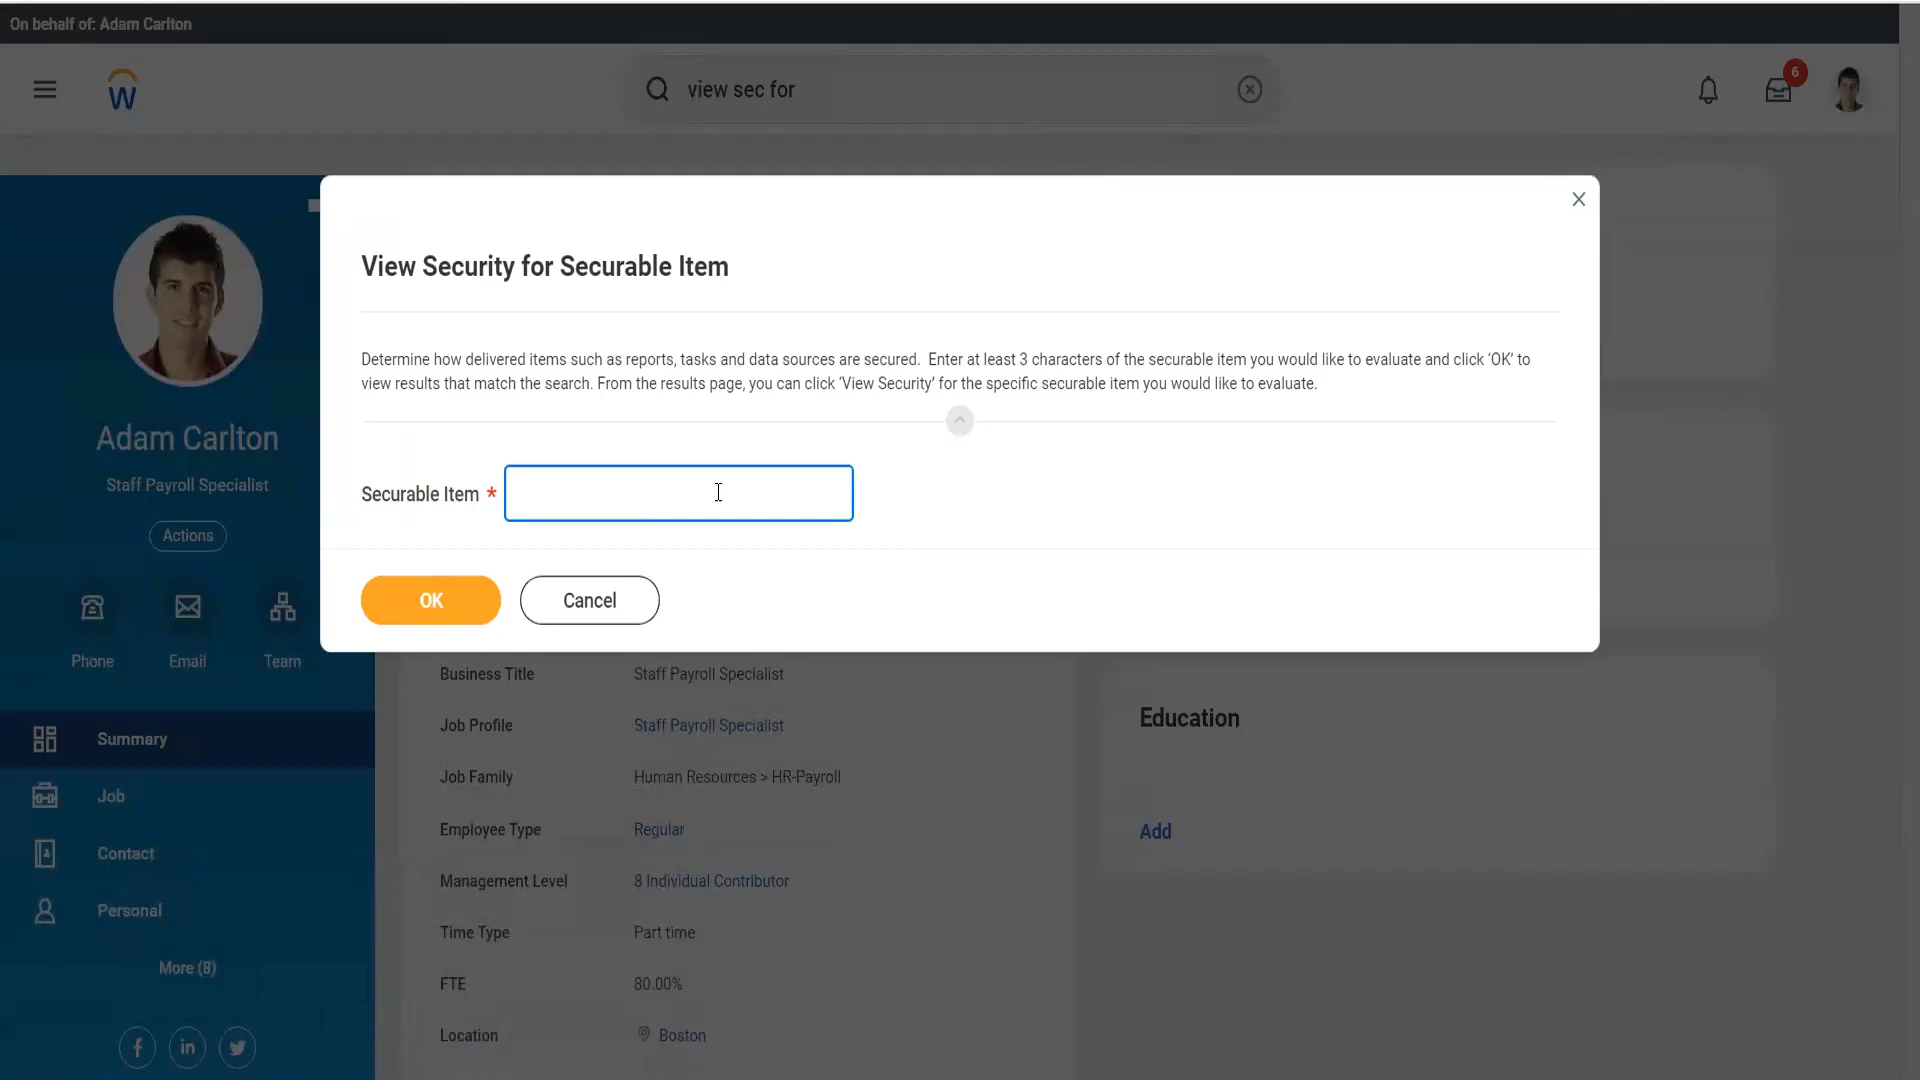 On behalf of: Adam Carlton
view sec for
6
View Security for Securable Item
Determine how delivered items such as reports, tasks and data sources are secured. Enter at least 3 characters of the securable item you would like to evaluate and click ‘OK’ to
view results that match the search. From the results page, you can click ‘View Security’ for the specific securable item you would like to evaluate.
Securable Item *
OK Cancel
Adam Carlton
Staff Payroll Specialist
Actions
Phone Email Team
Summary
Job
Contact
Personal
More (8)
Business Title Staff Payroll Specialist
Job Profile Staff Payroll Specialist
Job Family Human Resources > HR-Payroll
Employee Type Regular
Management Level 8 Individual Contributor
Time Type Part time
FTE 80.00%
Location Boston
Education
Add